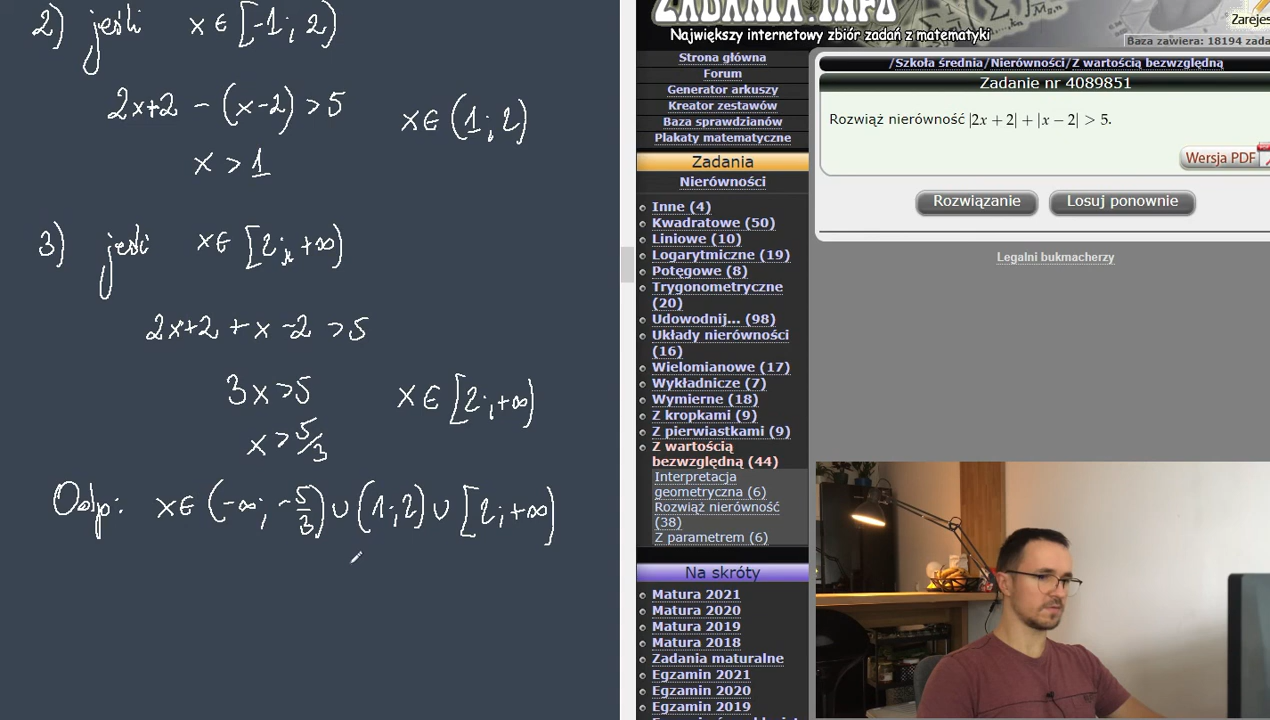 2) jeśli x∈[-1; 2)
2x+2 - (x-2) > 5
x∈(1; 2)
x > 1
3) jeśli x∈[2; +∞)
2x+2 + x -2 > 5
3x > 5
x∈[2; +∞)
x > 5/3
Odp: x∈(-∞; -5/3) ∪ (1; 2) ∪ [2; +∞)
ZADANIA.INFO
Największy internetowy zbiór zadań z matematyki
Strona główna
Forum
Generator arkuszy
Kreator zestawów
Baza sprawdzianów
Plakaty matematyczne
Zadania
Nierówności
Inne (4)
Kwadratowe (50)
Liniowe (10)
Logarytmiczne (19)
Potęgowe (8)
Trygonometryczne
(20)
Udowodnij... (98)
Układy nierówności
(16)
Wielomianowe (17)
Wykładnicze (7)
Wymierne (18)
Z kropkami (9)
Z pierwiastkami (9)
Z wartością
bezwzględną (44)
Interpretacja
geometryczna (6)
Rozwiąż nierówność
(38)
Z parametrem (6)
Na skróty
Matura 2021
Matura 2020
Matura 2019
Matura 2018
Zadania maturalne
Egzamin 2021
Egzamin 2020
Egzamin 2019
Zarejes
Baza zawiera: 18194 zada
/Szkoła średnia/Nierówności/Z wartością bezwzględną
Zadanie nr 4089851
Rozwiąż nierówność |2x + 2| + |x − 2| > 5.
Wersja PDF
Rozwiązanie
Losuj ponownie
Legalni bukmacherzy